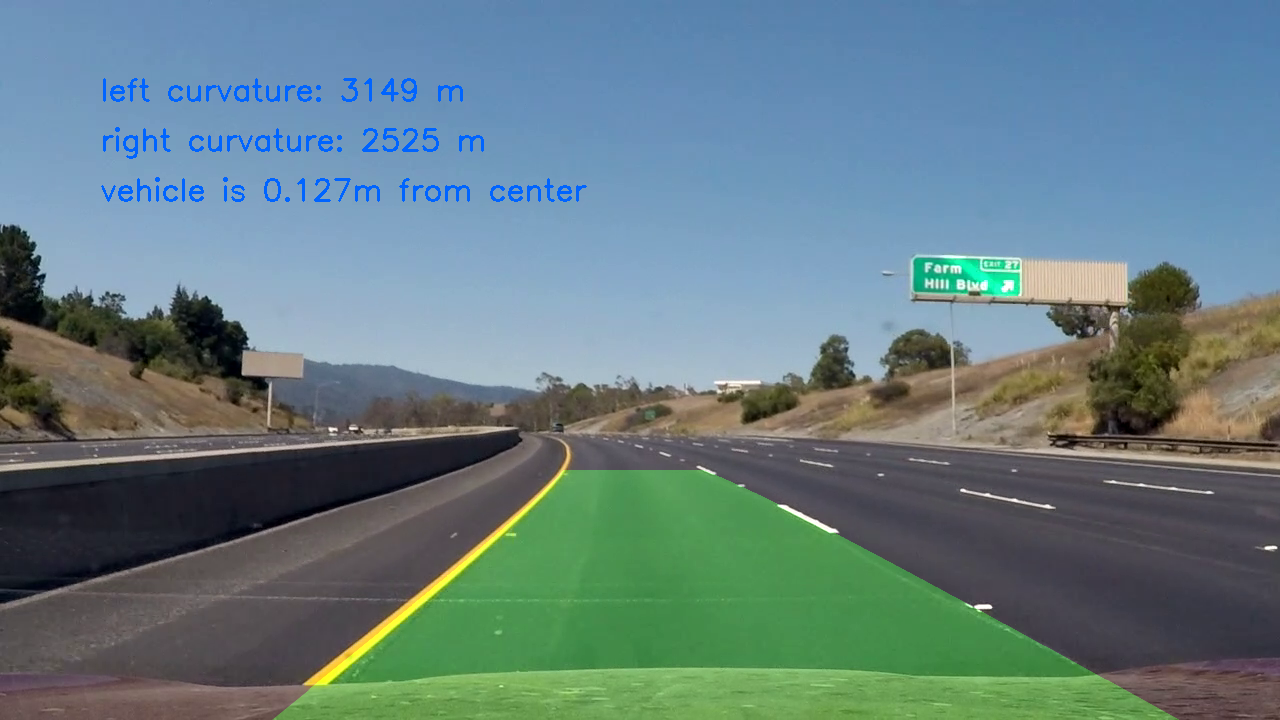 left curvature: 3149 m
right curvature: 2525 m
vehicle is 0.127m from center
EXIT 27
Farm
Hill Blvd